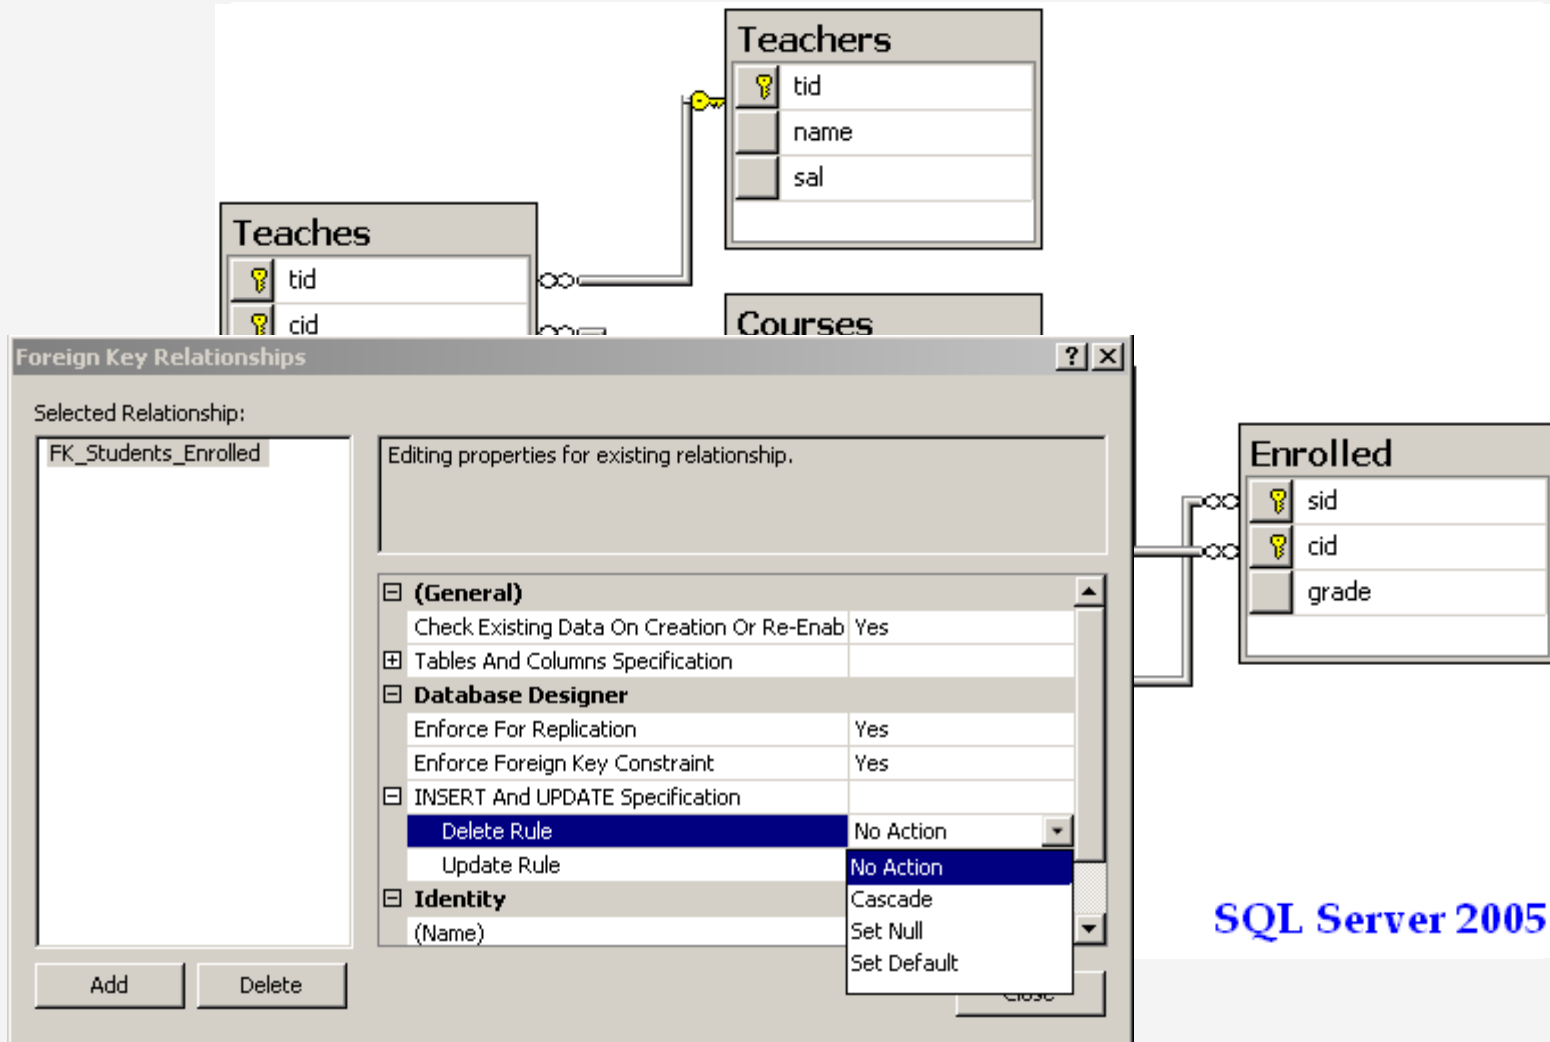 Teachers
tid
name
sal
Teaches
tid
cid
Courses
Foreign Key Relationships
Selected Relationship:
FK_Students_Enrolled
Editing properties for existing relationship.
(General)
Check Existing Data On Creation Or Re-Enab Yes
Tables And Columns Specification
Database Designer
Enforce For Replication Yes
Enforce Foreign Key Constraint Yes
INSERT And UPDATE Specification
Delete Rule No Action
Update Rule
Identity
(Name)
No Action
Cascade
Set Null
Set Default
Add
Delete
Close
Enrolled
sid
cid
grade
SQL Server 2005